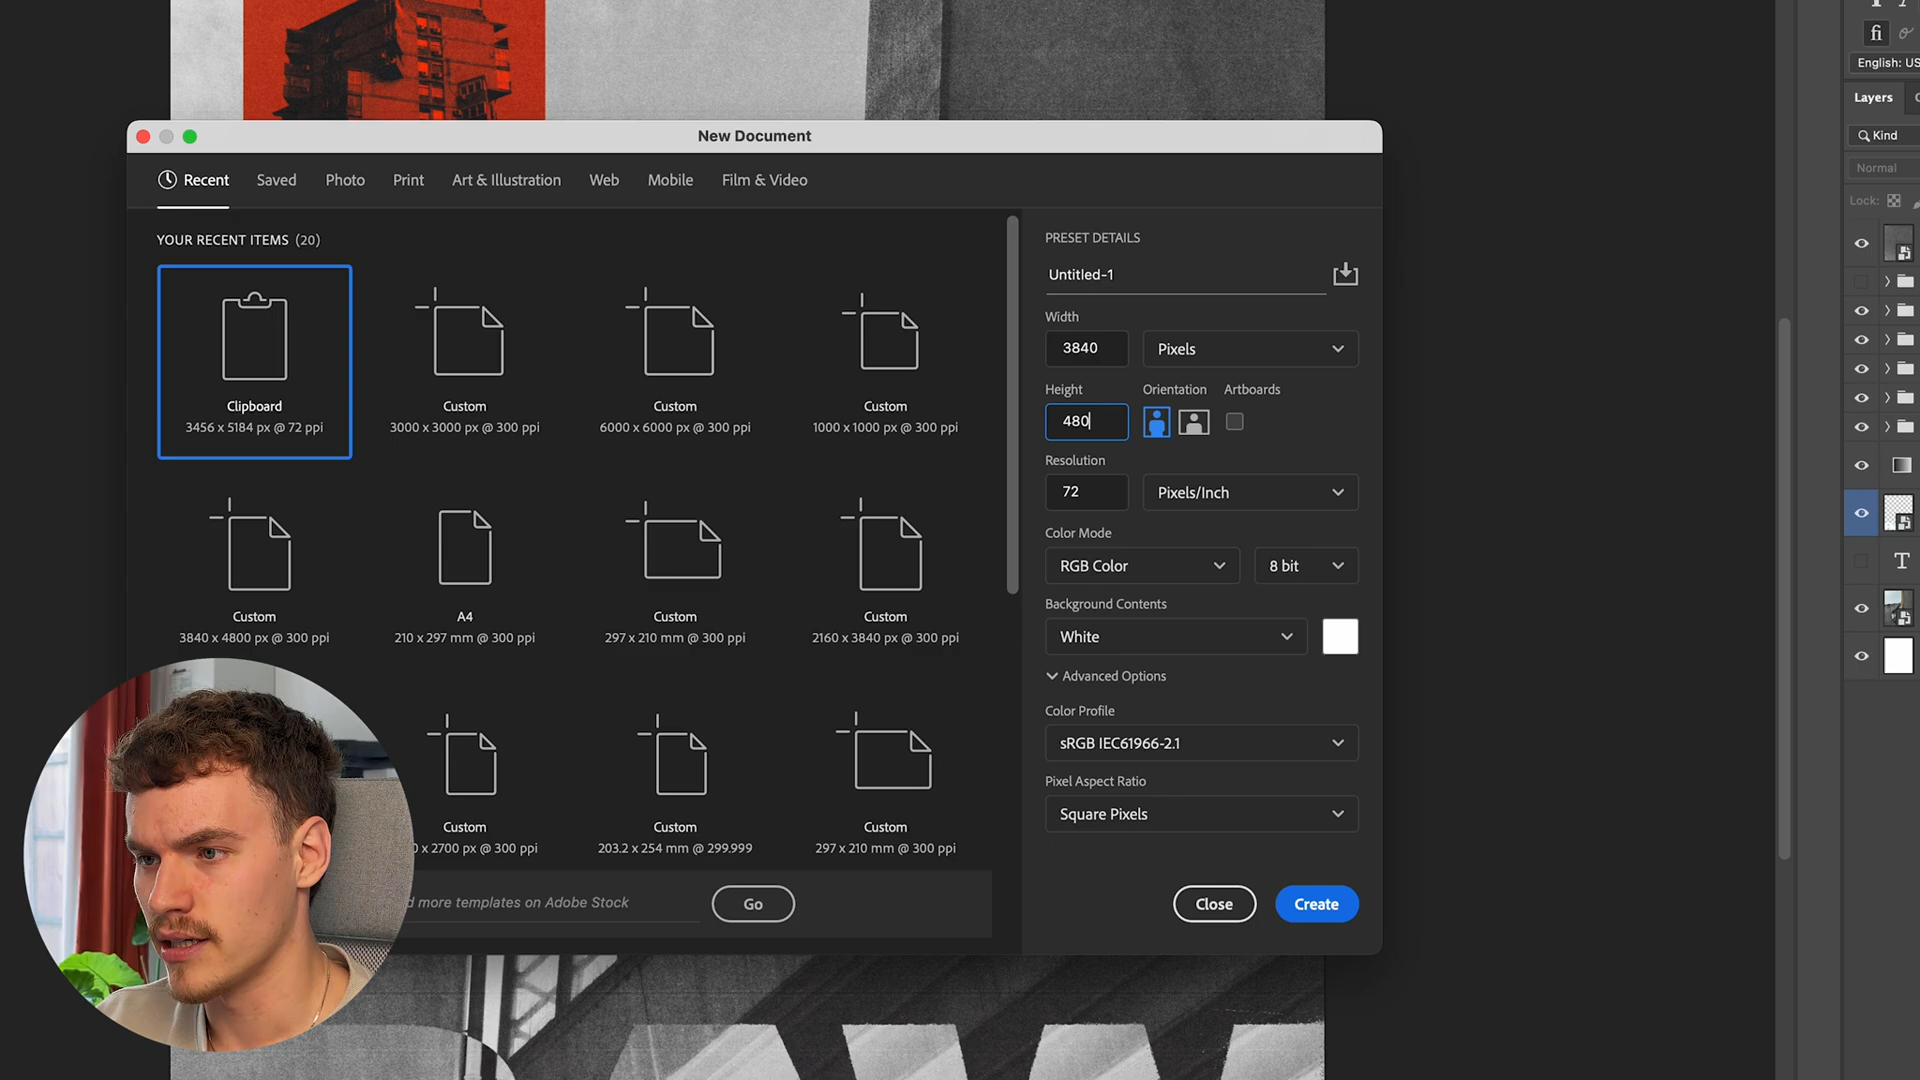 fi
English: US
Layers
Kind
Normal
Lock:
New Document
Recent
Saved
Photo
Print
Art & Illustration
Web
Mobile
Film & Video
YOUR RECENT ITEMS (20)
Clipboard
3456 x 5184 px @ 72 ppi
Custom
3000 x 3000 px @ 300 ppi
Custom
6000 x 6000 px @ 300 ppi
Custom
1000 x 1000 px @ 300 ppi
Custom
3840 x 4800 px @ 300 ppi
A4
210 x 297 mm @ 300 ppi
Custom
297 x 210 mm @ 300 ppi
Custom
2160 x 3840 px @ 300 ppi
Custom
x 2700 px @ 300 ppi
Custom
203.2 x 254 mm @ 299.999
Custom
297 x 210 mm @ 300 ppi
more templates on Adobe Stock
Go
PRESET DETAILS
Untitled-1
Width
3840
Pixels
Height
Orientation
Artboards
480
Resolution
72
Pixels/Inch
Color Mode
RGB Color
8 bit
Background Contents
White
Advanced Options
Color Profile
sRGB IEC61966-2.1
Pixel Aspect Ratio
Square Pixels
Close
Create
T